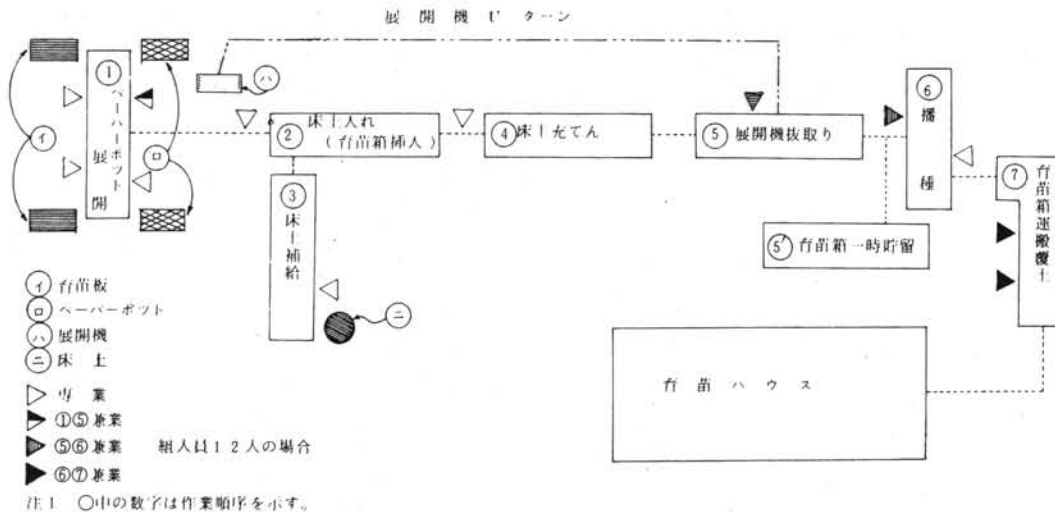 展開機Uターン
① ペーパーポット展開
イ
ロ
ハ
② 床土入れ
(育苗箱挿入)
③ 床土補給
ニ
④ 床土充てん
⑤ 展開機抜取り
⑤′ 育苗箱一時貯留
⑥ 播種
⑦ 育苗箱運搬覆土
育苗ハウス
イ 育苗板
ロ ペーパーポット
ハ 展開機
ニ 床土
専業
①⑤兼業
⑤⑥兼業 組人員12人の場合
⑥⑦兼業
注1 ○中の数字は作業順序を示す。